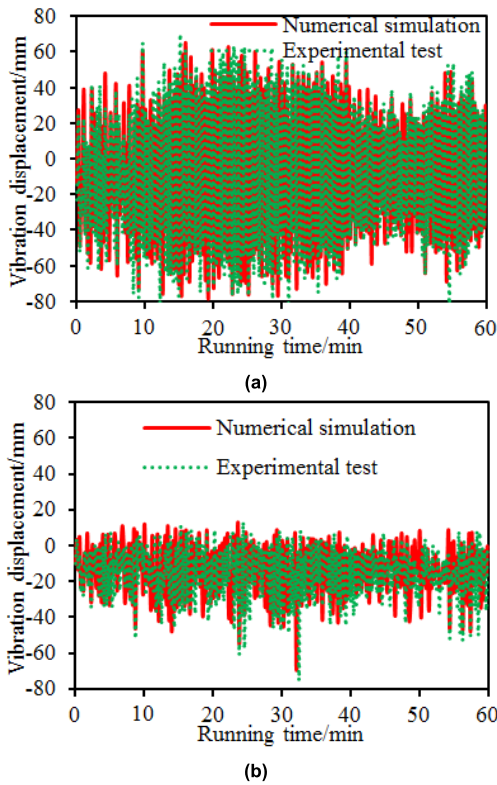 80
60
40
20
0
-20
-40
-60
-80
Vibration displacement/mm
Numerical simulation
Experimental test
0 10 20 30 40 50 60
Running time/min
(a)
80
60
40
20
0
-20
-40
-60
-80
Vibration displacement/mm
Numerical simulation
Experimental test
0 10 20 30 40 50 60
Running time/min
(b)